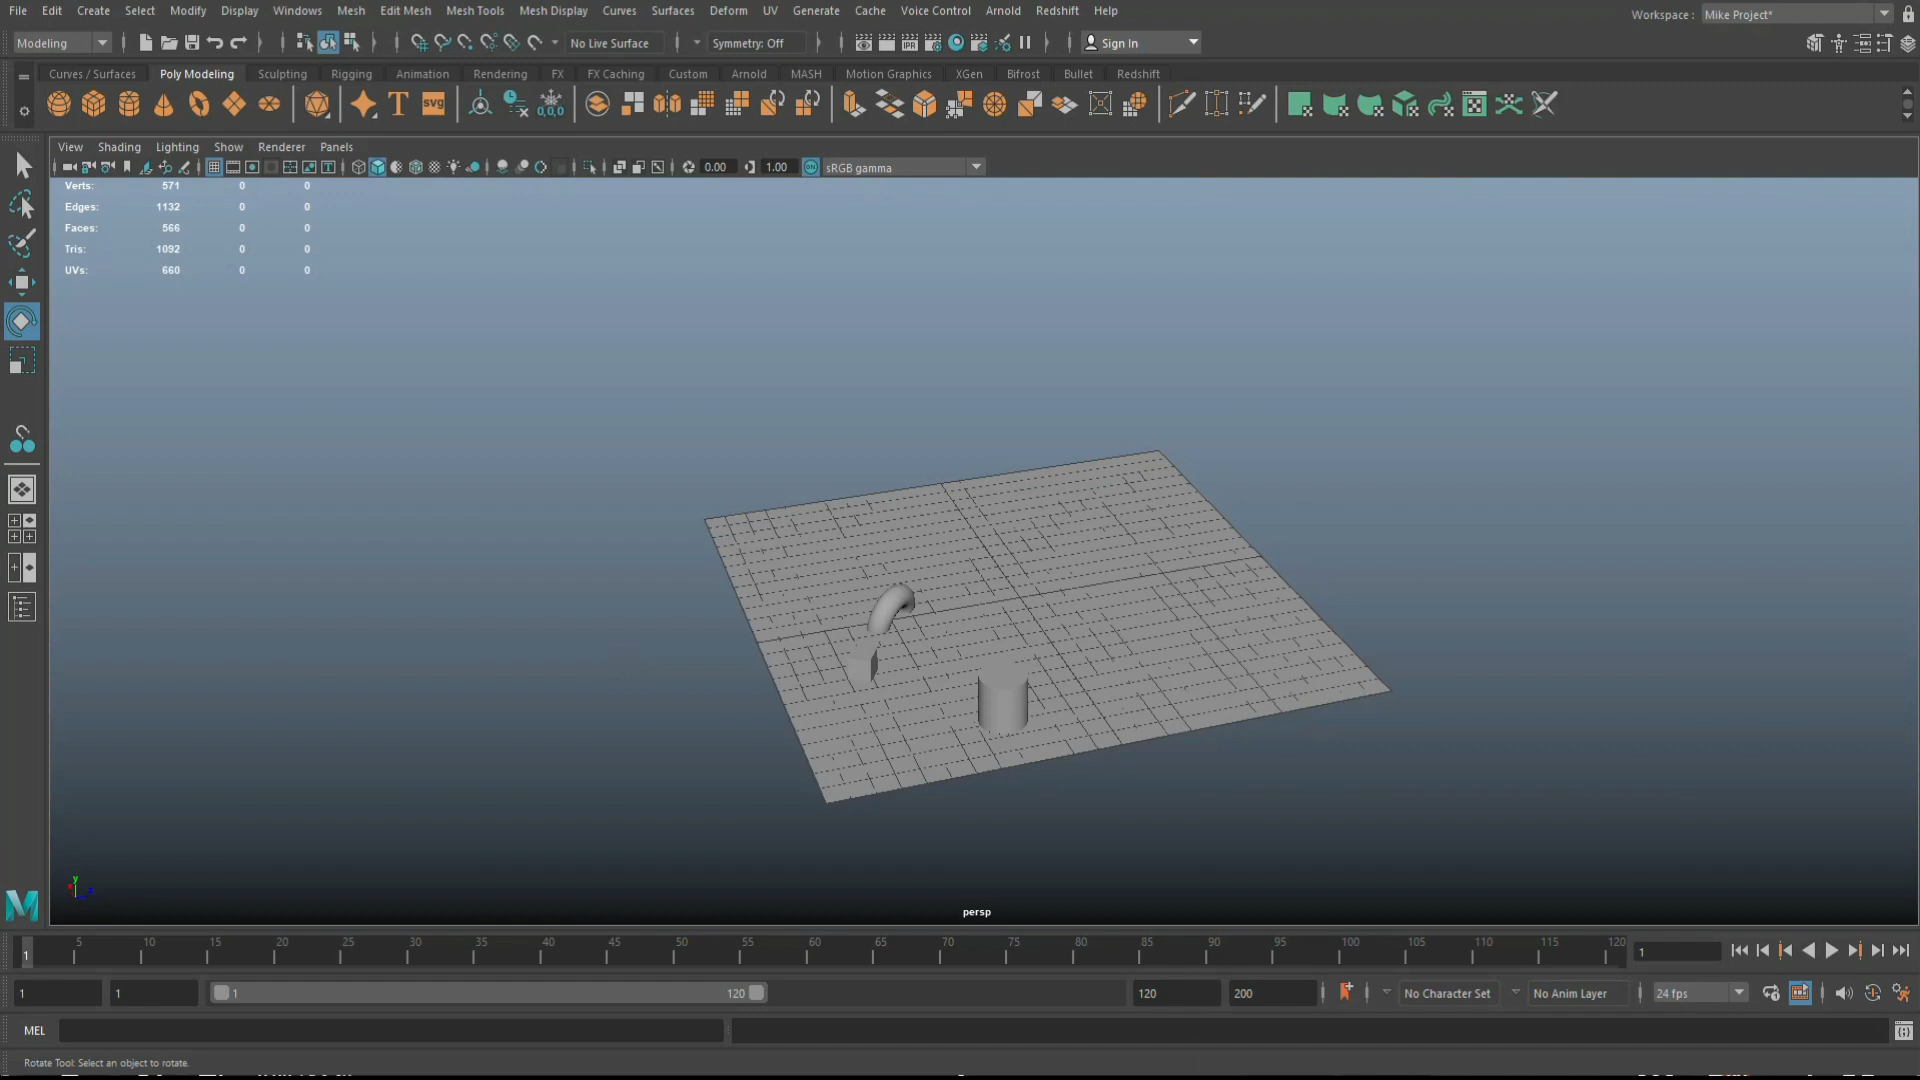 File Edit Create Select Modify Display Windows Mesh Edit Mesh Mesh Tools Mesh Display Curves Surfaces Deform UV Generate Cache Voice Control Arnold Redshift Help
Workspace : Mike Project*
Modeling No Live Surface Symmetry: Off Sign In
Curves / Surfaces Poly Modeling Sculpting Rigging Animation Rendering FX FX Caching Custom Arnold MASH Motion Graphics XGen Bifrost Bullet Redshift
T svg 0,0,0
View Shading Lighting Show Renderer Panels
0.00 1.00 sRGB gamma
Verts: 571 0 0
Edges: 1132 0 0
Faces: 566 0 0
Tris: 1092 0 0
UVs: 660 0 0
y
persp
1 5 10 15 20 25 30 35 40 45 50 55 60 65 70 75 80 85 90 95 100 105 110 115 120 1
1 1 1 120 120 200 No Character Set No Anim Layer 24 fps
MEL
Rotate Tool: Select an object to rotate.